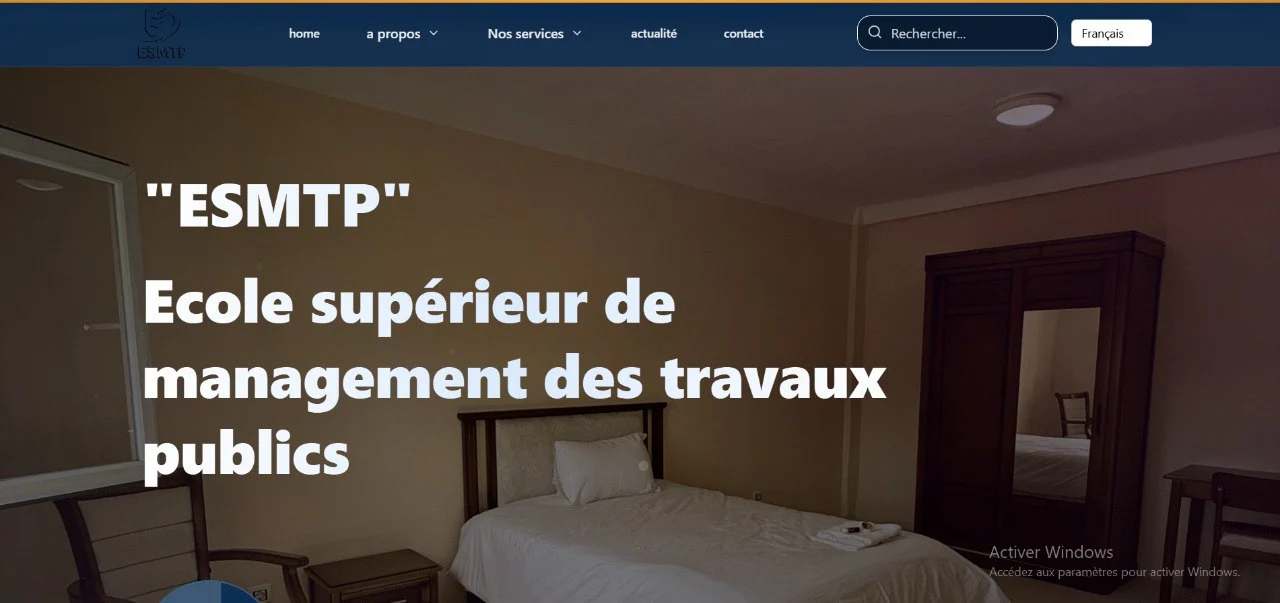 ESMTP
home
a propos
Nos services
actualité
contact
Rechercher...
Français
"ESMTP"
Ecole supérieur de
management des travaux
publics
Activer Windows
Accédez aux paramètres pour activer Windows.